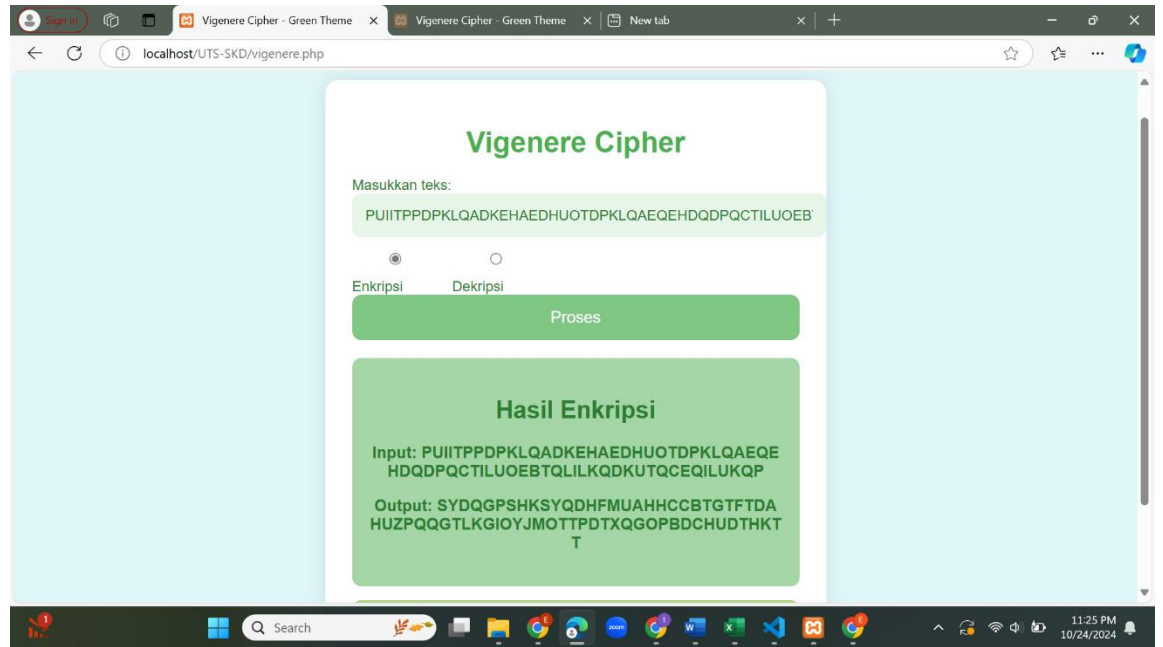 Sign in
Vigenere Cipher - Green Theme
Vigenere Cipher - Green Theme
New tab
localhost/UTS-SKD/vigenere.php
Vigenere Cipher
Masukkan teks:
PUIITPPDPKLQADKEHAEDHUOTDPKLQAEQEHDQDPQCTILUOEB
Enkripsi Dekripsi
Proses
Hasil Enkripsi
Input: PUIITPPDPKLQADKEHAEDHUOTDPKLQAEQE
HDQDPQCTILUOEBTQLILKQDKUTQCEQILUKQP
Output: SYDQGPSHKSYQDHFMUAHHCCBTGTFTDA
HUZPQQGTLKGIOYJMOTTPDTXQGOPBDCHUDTHKT
T
1
Search
zoom
11:25 PM
10/24/2024